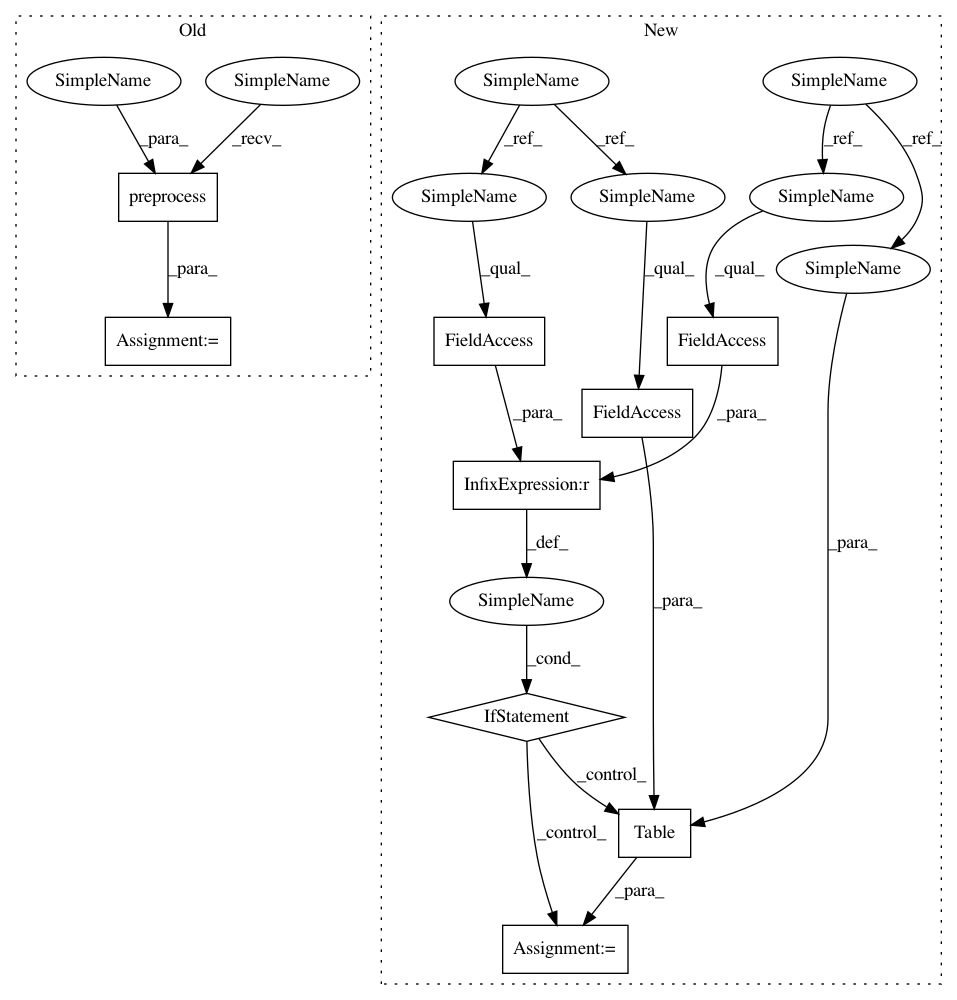 Old
New
SimpleName
SimpleName
SimpleName
SimpleName
_para_
_recv_
_ref_
_ref_
_ref_
_ref_
preprocess
SimpleName
SimpleName
SimpleName
SimpleName
_para_
_qual_
_qual_
_qual_
Assignment:=
FieldAccess
FieldAccess
FieldAccess
_para_
_para_
InfixExpression:r
_def_
_para_
SimpleName
_para_
_cond_
IfStatement
_control_
_control_
Table
_para_
Assignment:=